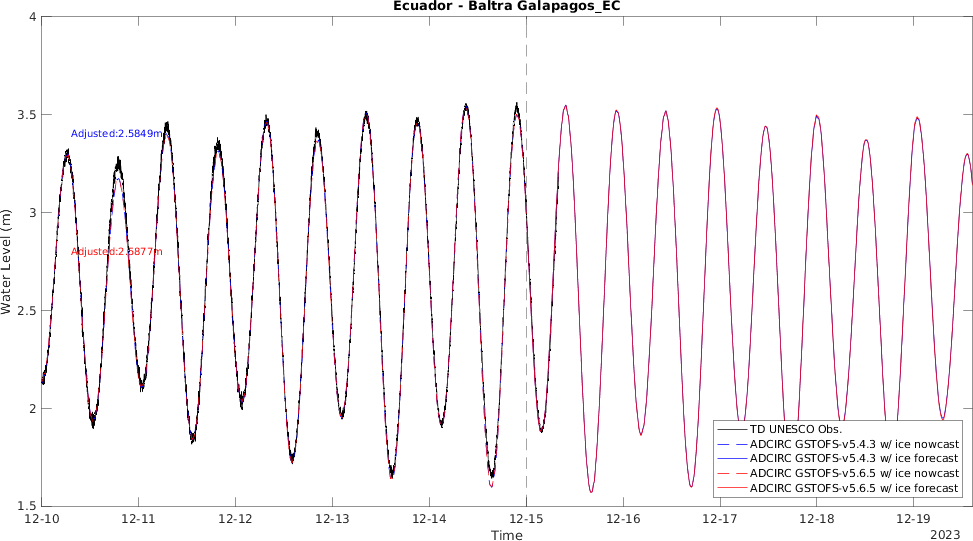 Ecuador - Baltra Galapagos_EC
4
3.5
3
2.5
2
1.5
Water Level (m)
Adjusted:2.5849m
Adjusted:2.5877m
TD UNESCO Obs.
ADCIRC GSTOFS-v5.4.3 w/ ice nowcast
ADCIRC GSTOFS-v5.4.3 w/ ice forecast
ADCIRC GSTOFS-v5.6.5 w/ ice nowcast
ADCIRC GSTOFS-v5.6.5 w/ ice forecast
12-10 12-11 12-12 12-13 12-14 12-15 12-16 12-17 12-18 12-19
Time
2023